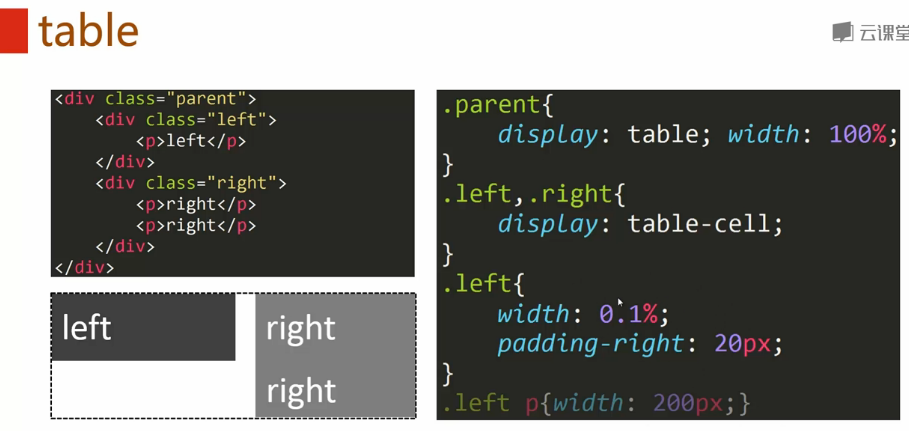 table
云课堂
<div class="parent">
    <div class="left">
        <p>left</p>
    </div>
    <div class="right">
        <p>right</p>
        <p>right</p>
    </div>
</div>
left
right
right
.parent{
    display: table; width: 100%;
}
.left,.right{
    display: table-cell;
}
.left{
    width: 0.1%;
    padding-right: 20px;
}
.left p{width: 200px;}